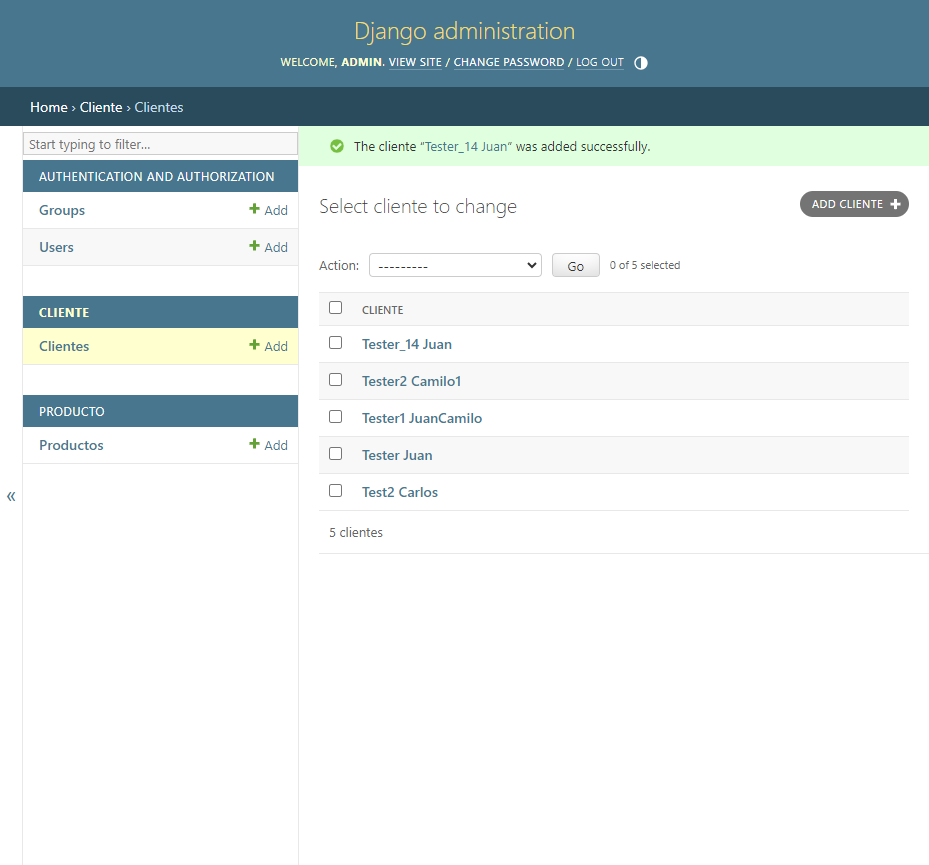 Django administration
WELCOME, ADMIN. VIEW SITE / CHANGE PASSWORD / LOG OUT
Home › Cliente › Clientes
Start typing to filter...
AUTHENTICATION AND AUTHORIZATION
Groups + Add
Users + Add
CLIENTE
Clientes + Add
PRODUCTO
Productos + Add
«
The cliente “Tester_14 Juan” was added successfully.
Select cliente to change
ADD CLIENTE +
Action: --------- Go 0 of 5 selected
CLIENTE
Tester_14 Juan
Tester2 Camilo1
Tester1 JuanCamilo
Tester Juan
Test2 Carlos
5 clientes